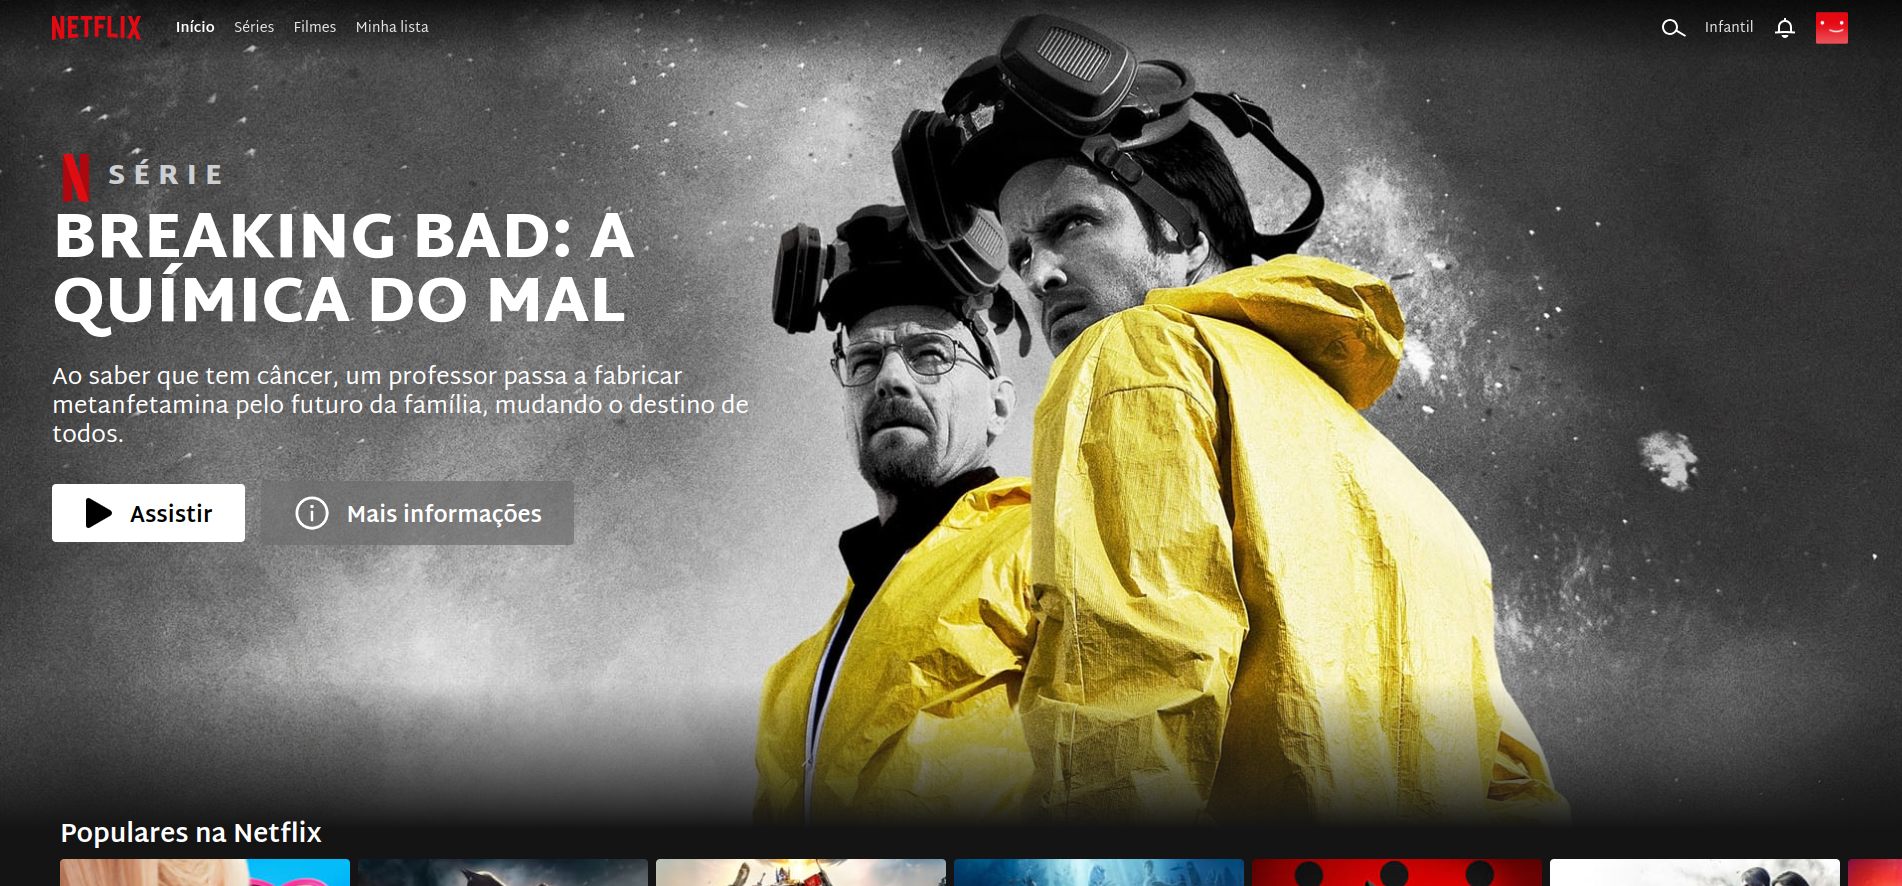 NETFLIX Início Séries Filmes Minha lista Infantil
N SÉRIE
BREAKING BAD: A
QUÍMICA DO MAL
Ao saber que tem câncer, um professor passa a fabricar
metanfetamina pelo futuro da família, mudando o destino de
todos.
Assistir Mais informações
Populares na Netflix